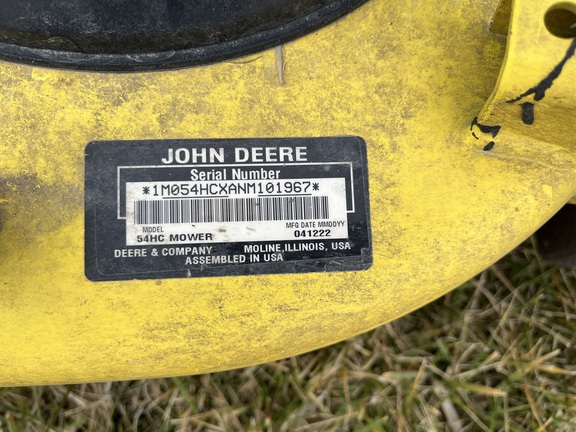 JOHN DEERE
Serial Number
*1M054HCXANM101967*
MODEL MFG DATE MMDDYY
54HC MOWER 041222
DEERE & COMPANY MOLINE, ILLINOIS, USA
ASSEMBLED IN USA